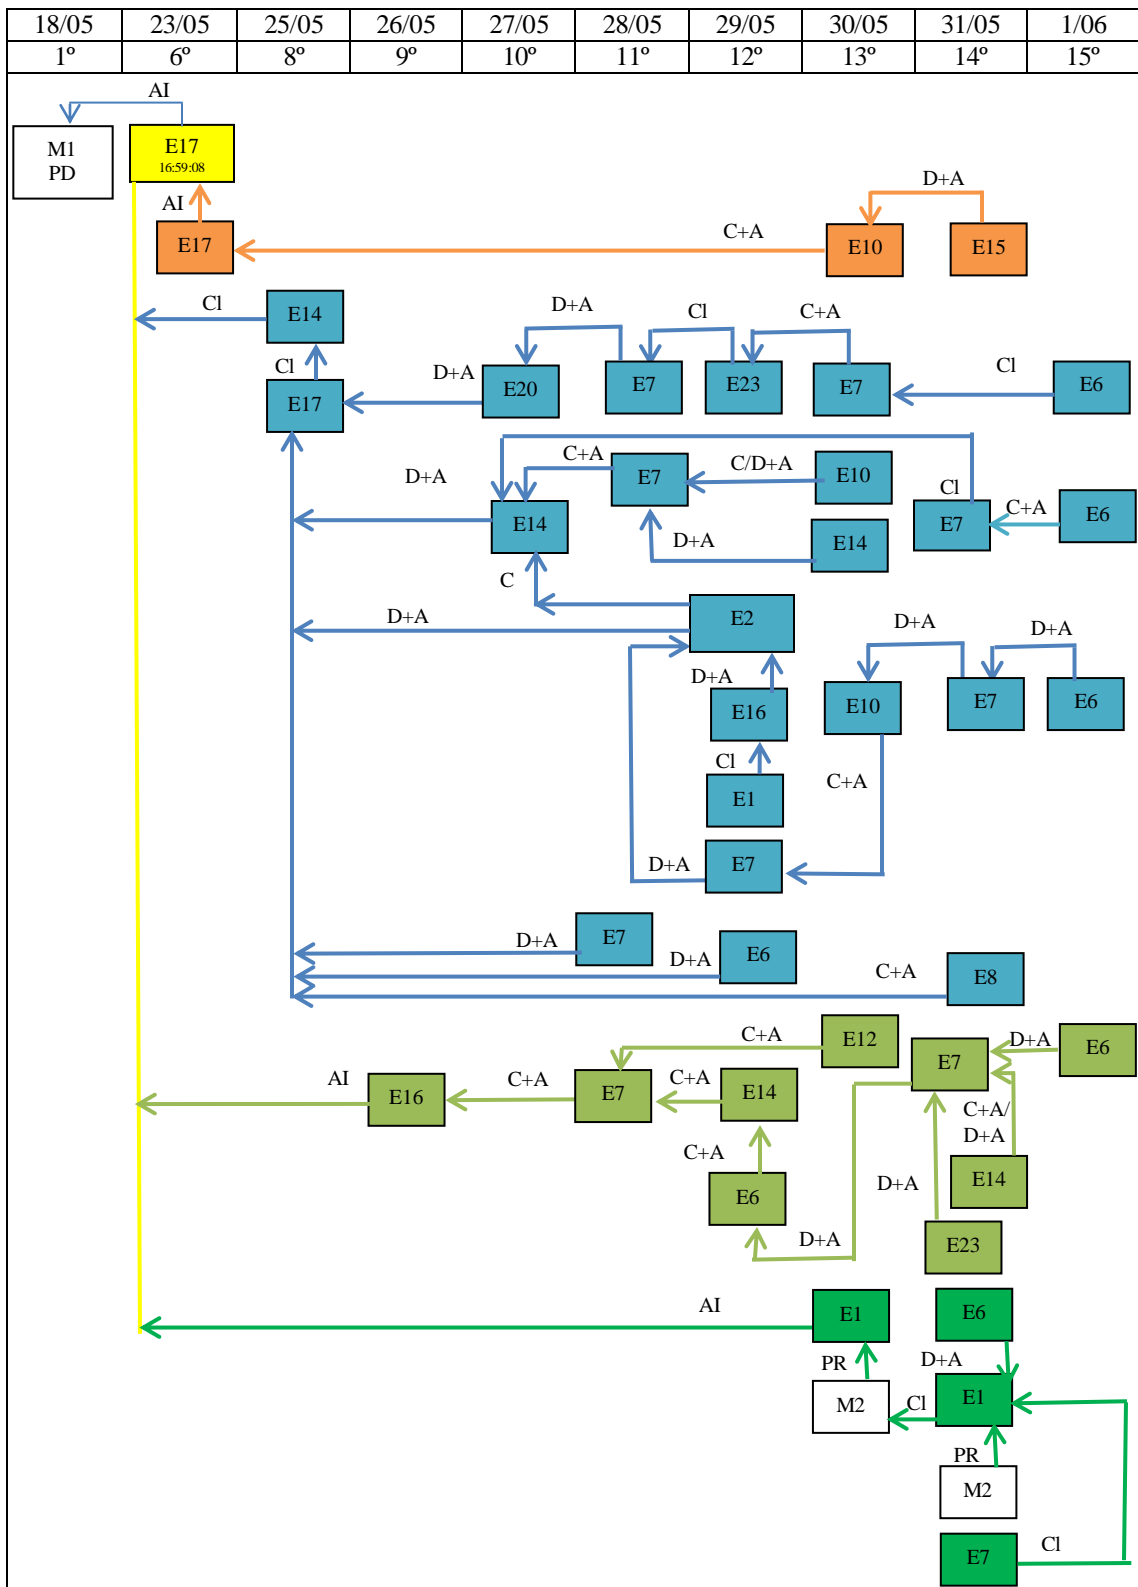 18/05 23/05 25/05 26/05 27/05 28/05 29/05 30/05 31/05 1/06
1º 6º 8º 9º 10º 11º 12º 13º 14º 15º
AI
M1
PD
E17
16:59:08
D+A
AI
E17
C+A
E10
E15
Cl
E14
D+A
Cl
C+A
Cl
D+A
Cl
E17
E20
E7
E23
E7
E6
C+A
C/D+A
D+A
E7
E10
Cl
C+A
E14
E7
E6
D+A
E14
C
D+A
E2
D+A
D+A
D+A
E16
E10
E7
E6
Cl
C+A
E1
D+A
E7
D+A
E7
D+A
E6
C+A
E8
C+A
E12
E7
D+A
E6
AI
E16
C+A
E7
C+A
E14
C+A/
D+A
C+A
E6
D+A
E14
D+A
E23
AI
E1
E6
PR
D+A
M2
Cl
E1
PR
M2
E7
Cl